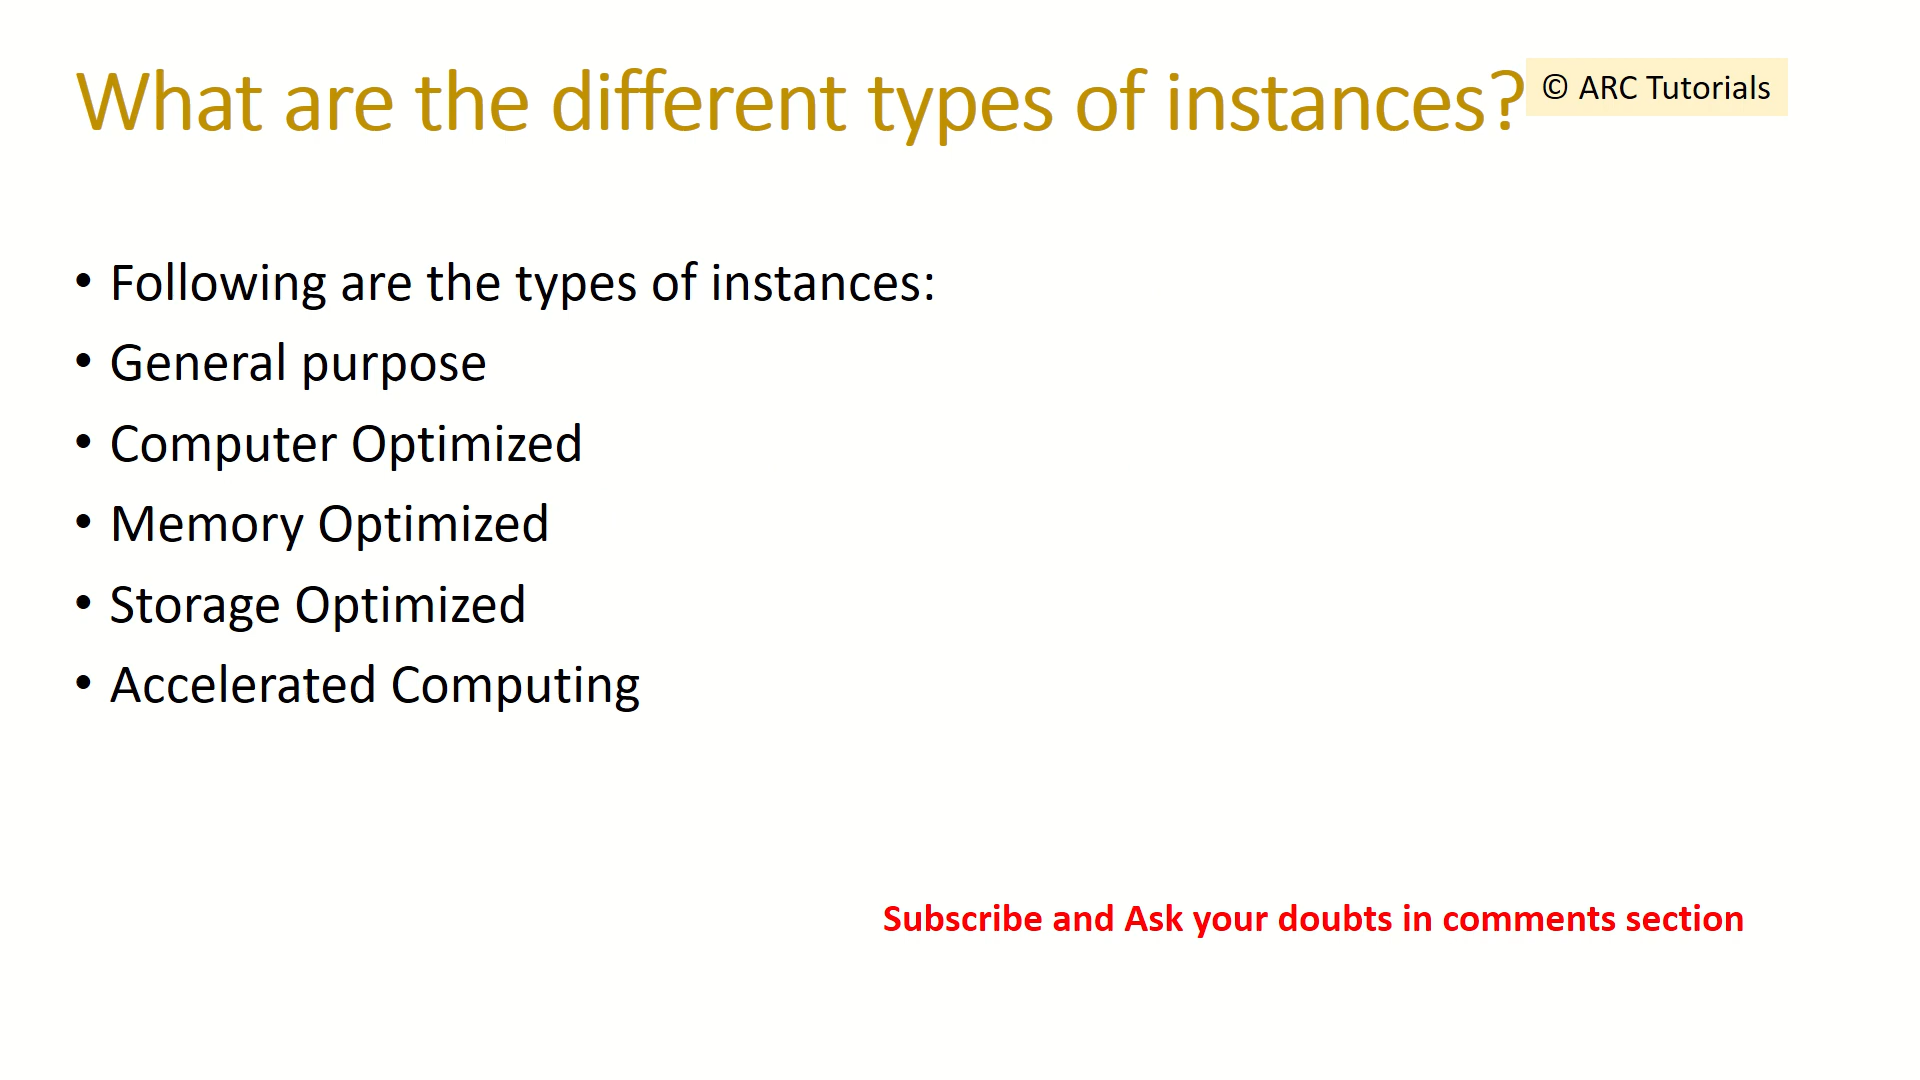 What are the different types of instances?
© ARC Tutorials
• Following are the types of instances:
• General purpose
• Computer Optimized
• Memory Optimized
• Storage Optimized
• Accelerated Computing
Subscribe and Ask your doubts in comments section